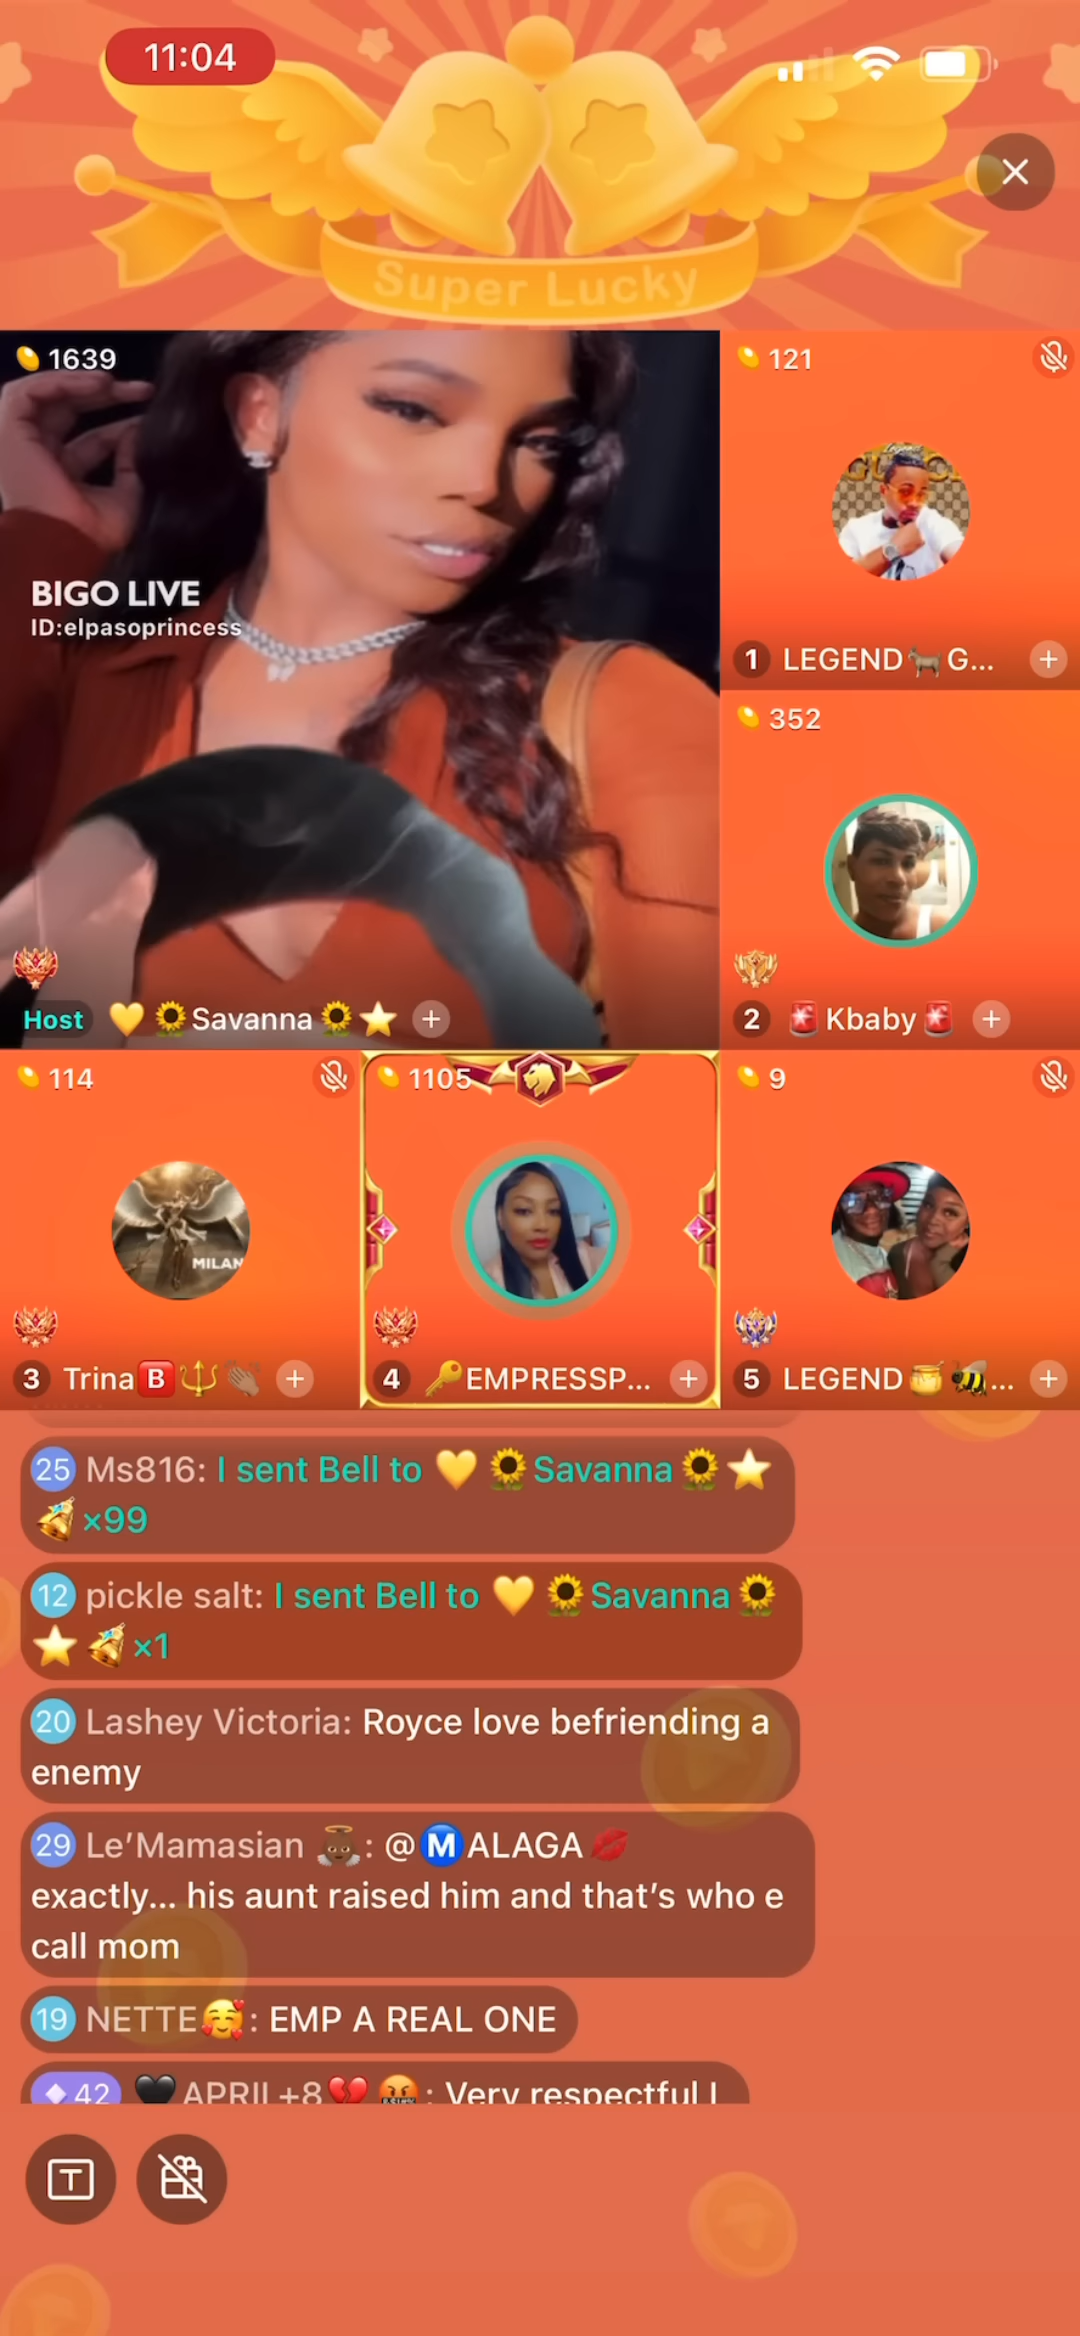 11:04
Super Lucky
1639
121
BIGO LIVE
ID:elpasoprincess
1 LEGEND🐐G... +
352
Host 💛🌻Savanna🌻⭐ +
2 🚨Kbaby🚨 +
114
1105
9
MILAN
3 Trina🅱️🔱👏🏾 +
4 🔑EMPRESSP... +
5 LEGEND🍯🐝... +
25 Ms816: I sent Bell to 💛🌻Savanna🌻⭐
×99
12 pickle salt: I sent Bell to 💛🌻Savanna🌻
⭐ ×1
20 Lashey Victoria: Royce love befriending a
enemy
29 Le’Mamasian 👼🏾: @Ⓜ️ALAGA💋
exactly... his aunt raised him and that’s who e
call mom
19 NETTE🥰: EMP A REAL ONE
42 🖤APRIL+8💔🤬: Very respectful I
T